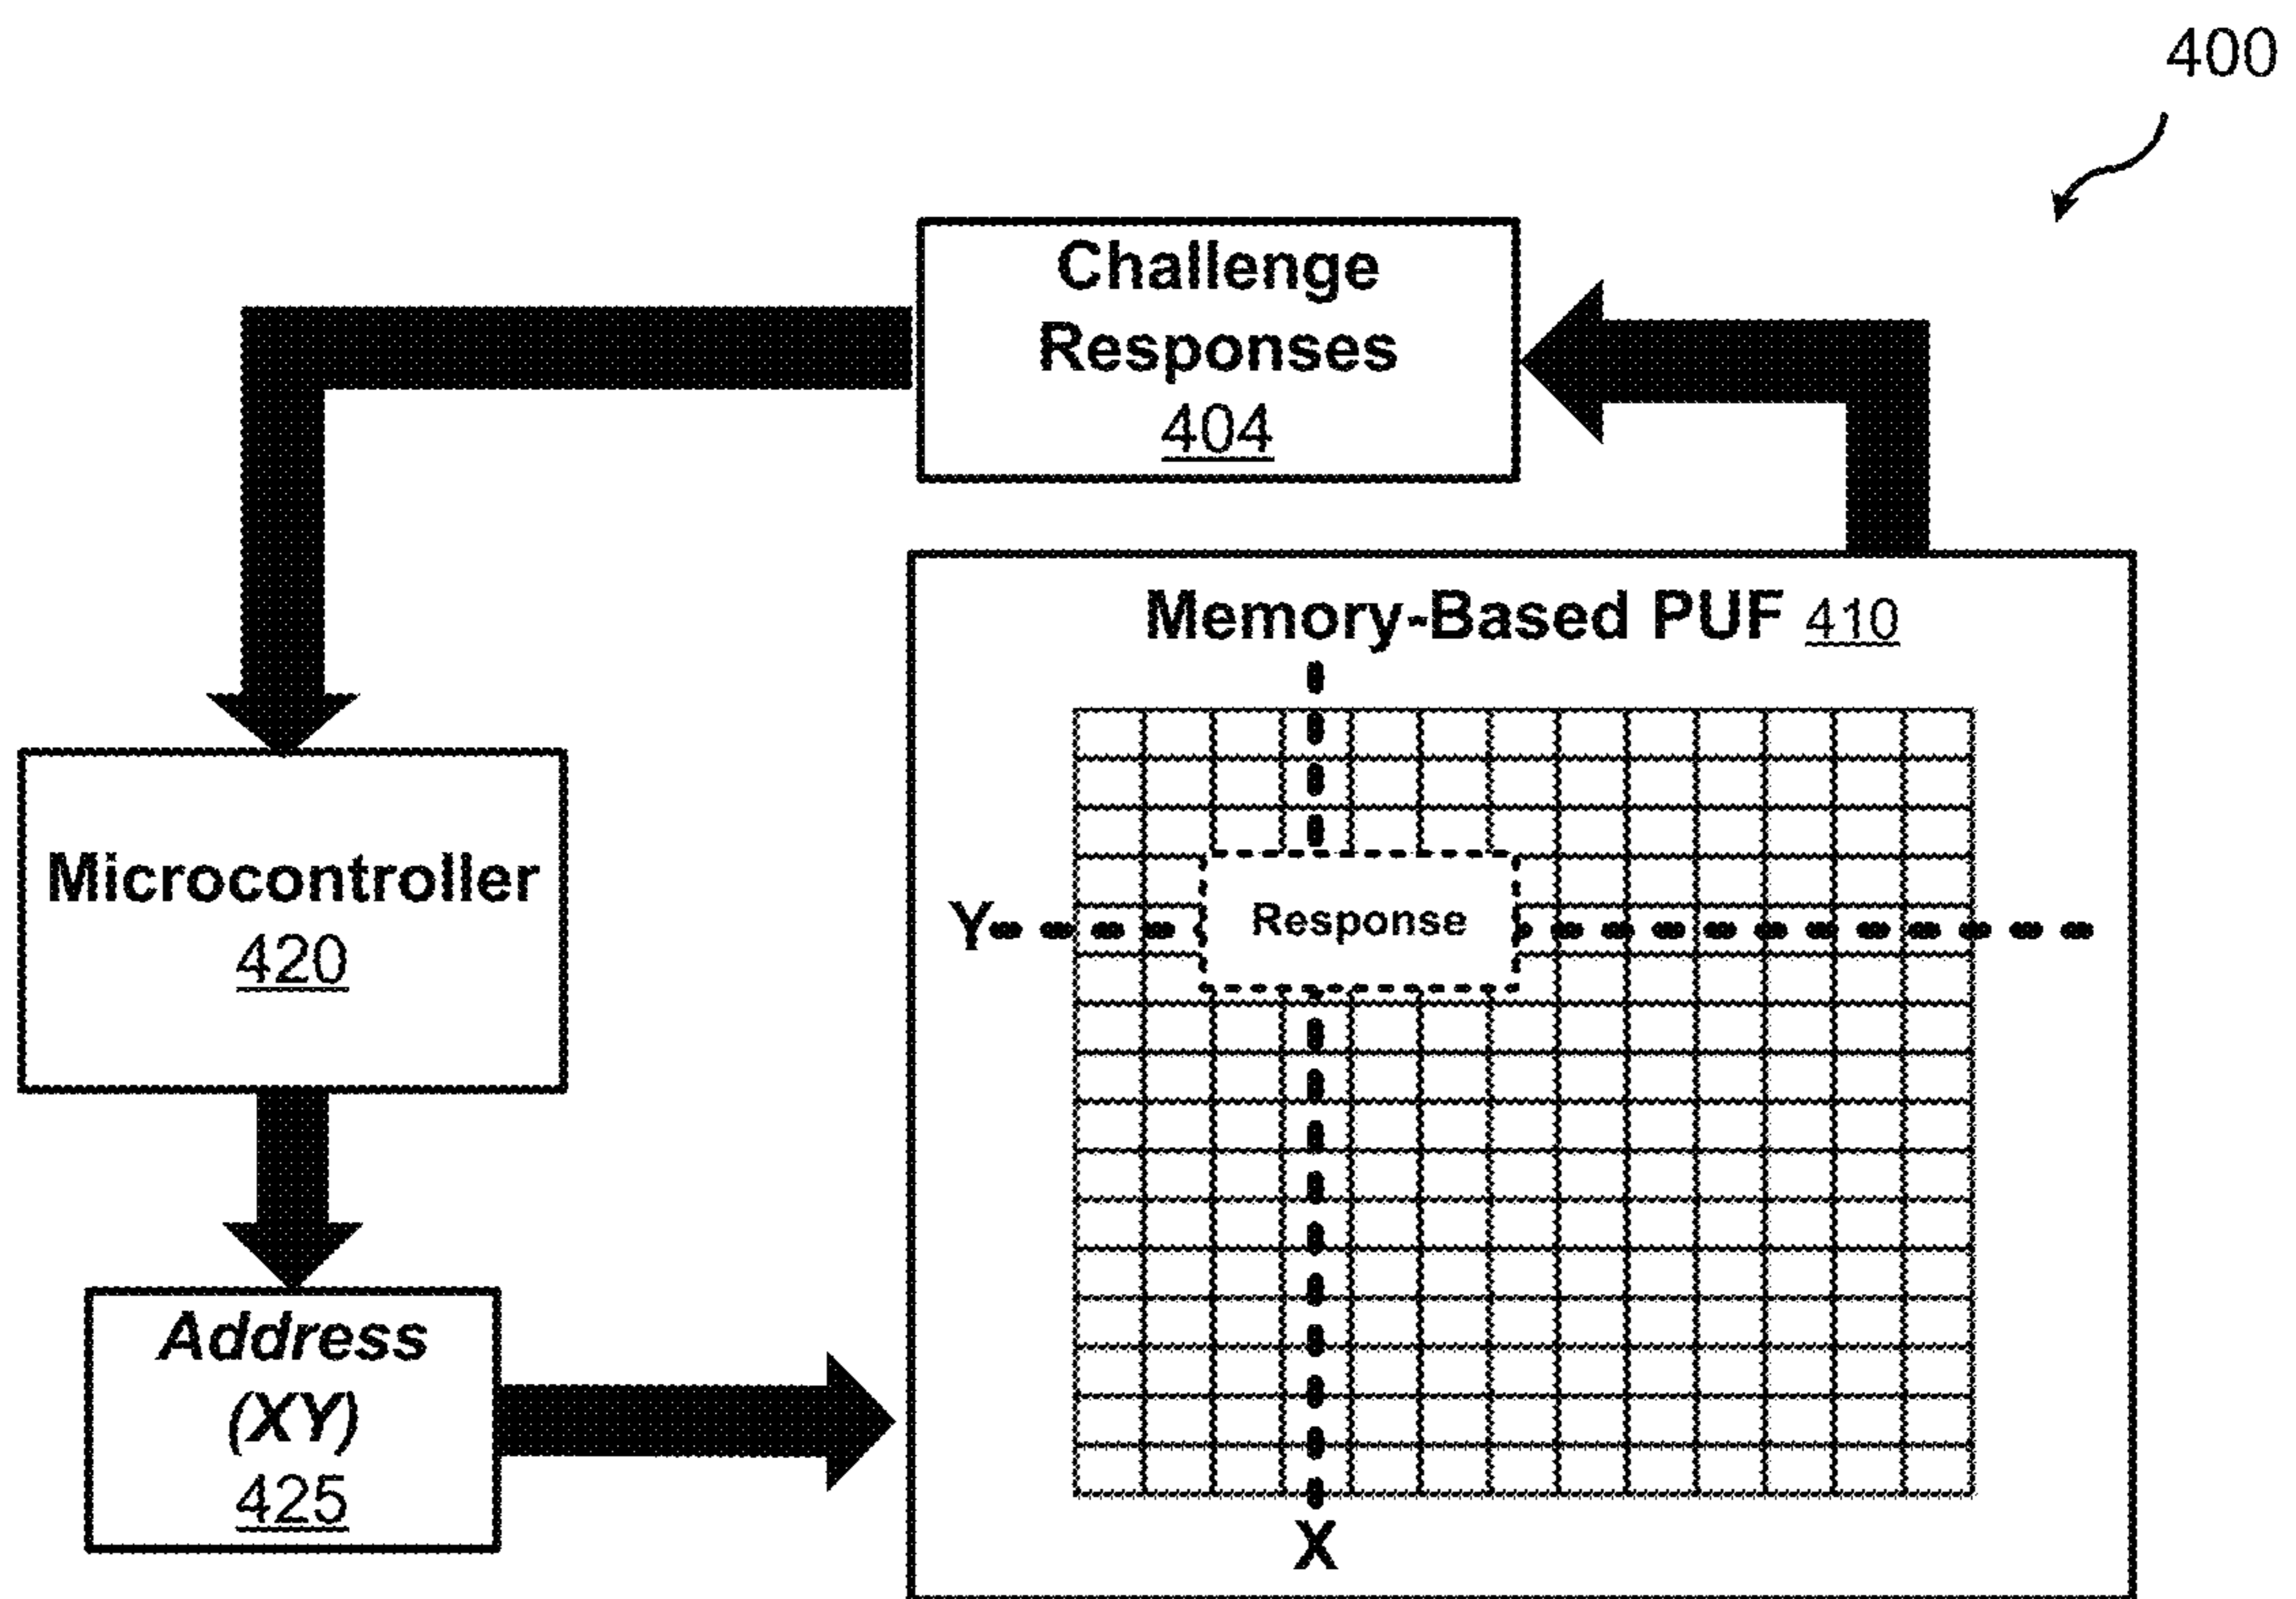 400
Challenge
Responses
404
Memory-Based PUF 410
Microcontroller
420
Y
Response
Address
(XY)
425
X